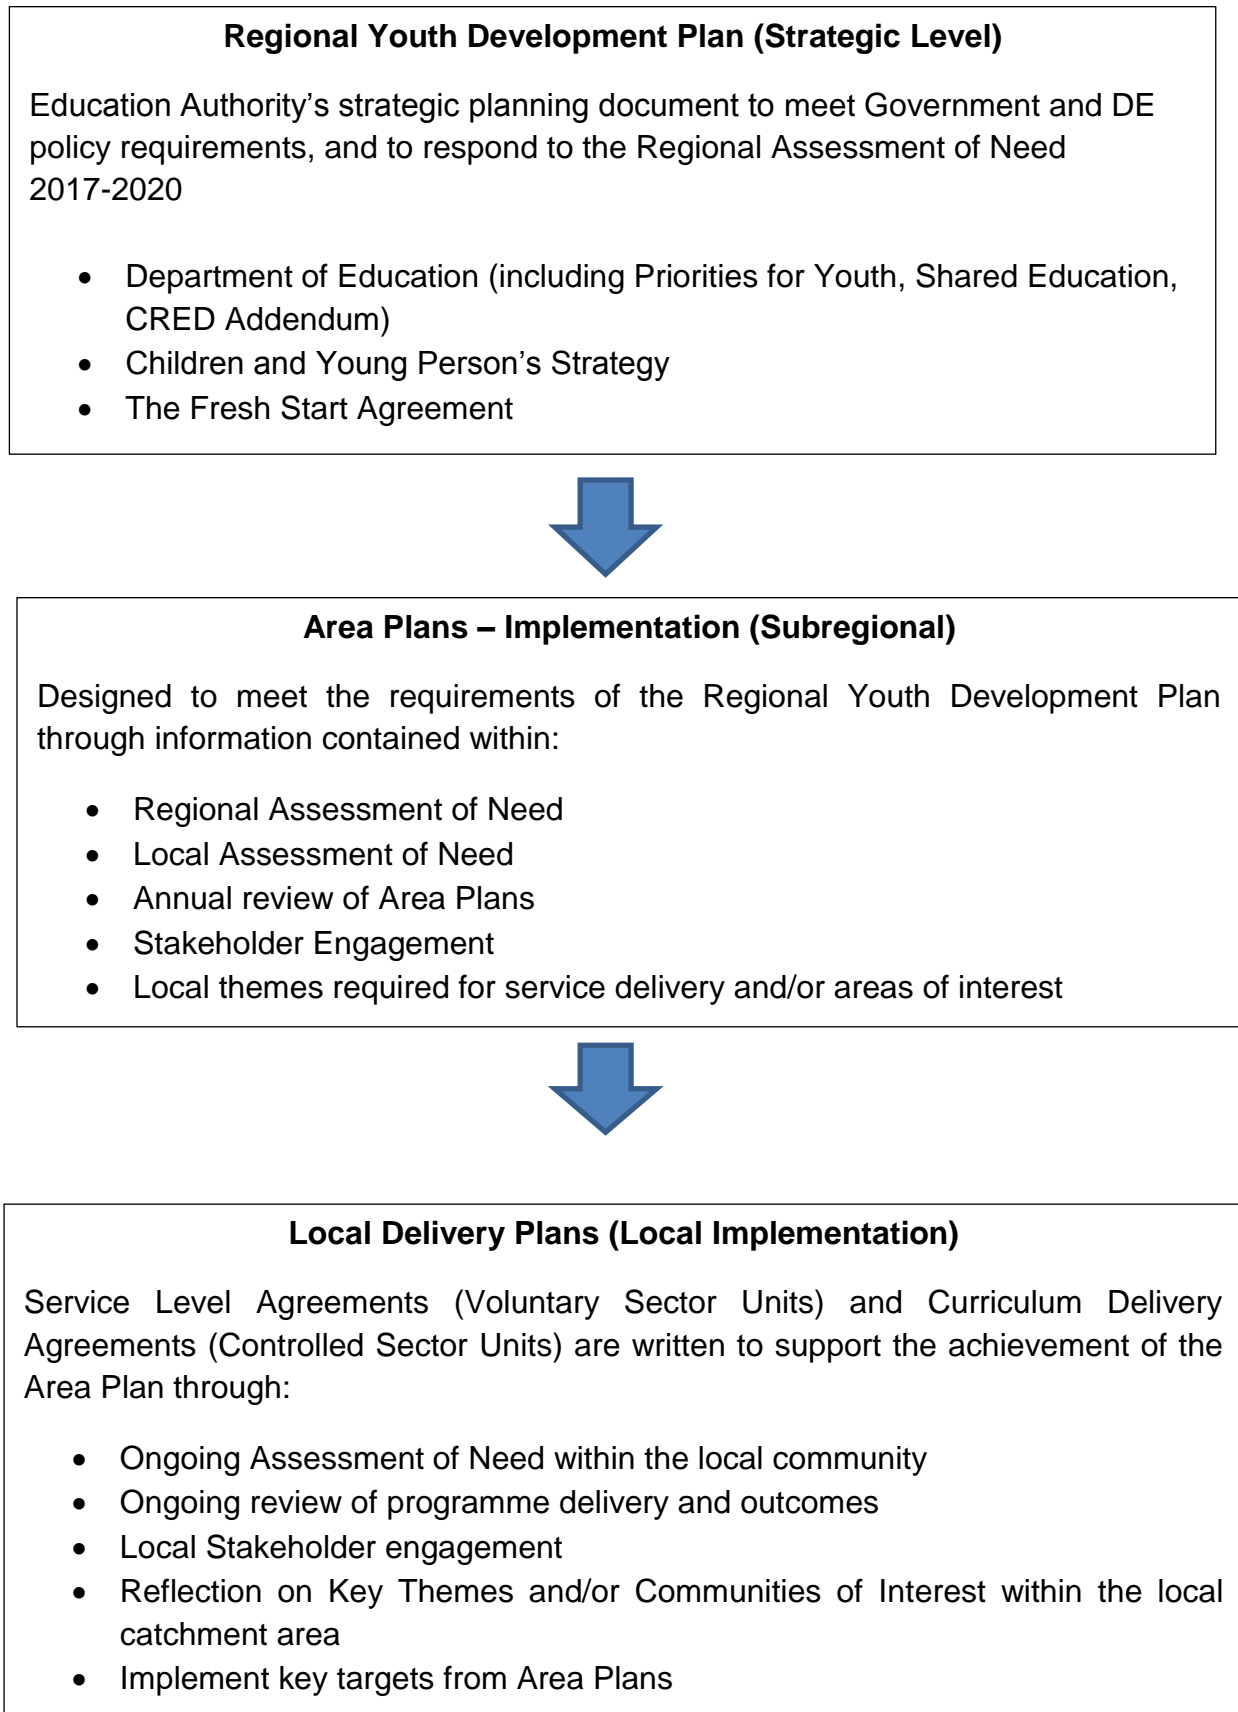 Regional Youth Development Plan (Strategic Level)
Education Authority’s strategic planning document to meet Government and DE
policy requirements, and to respond to the Regional Assessment of Need
2017-2020
• Department of Education (including Priorities for Youth, Shared Education,
CRED Addendum)
• Children and Young Person’s Strategy
• The Fresh Start Agreement
Area Plans – Implementation (Subregional)
Designed to meet the requirements of the Regional Youth Development Plan
through information contained within:
• Regional Assessment of Need
• Local Assessment of Need
• Annual review of Area Plans
• Stakeholder Engagement
• Local themes required for service delivery and/or areas of interest
Local Delivery Plans (Local Implementation)
Service Level Agreements (Voluntary Sector Units) and Curriculum Delivery
Agreements (Controlled Sector Units) are written to support the achievement of the
Area Plan through:
• Ongoing Assessment of Need within the local community
• Ongoing review of programme delivery and outcomes
• Local Stakeholder engagement
• Reflection on Key Themes and/or Communities of Interest within the local
catchment area
• Implement key targets from Area Plans